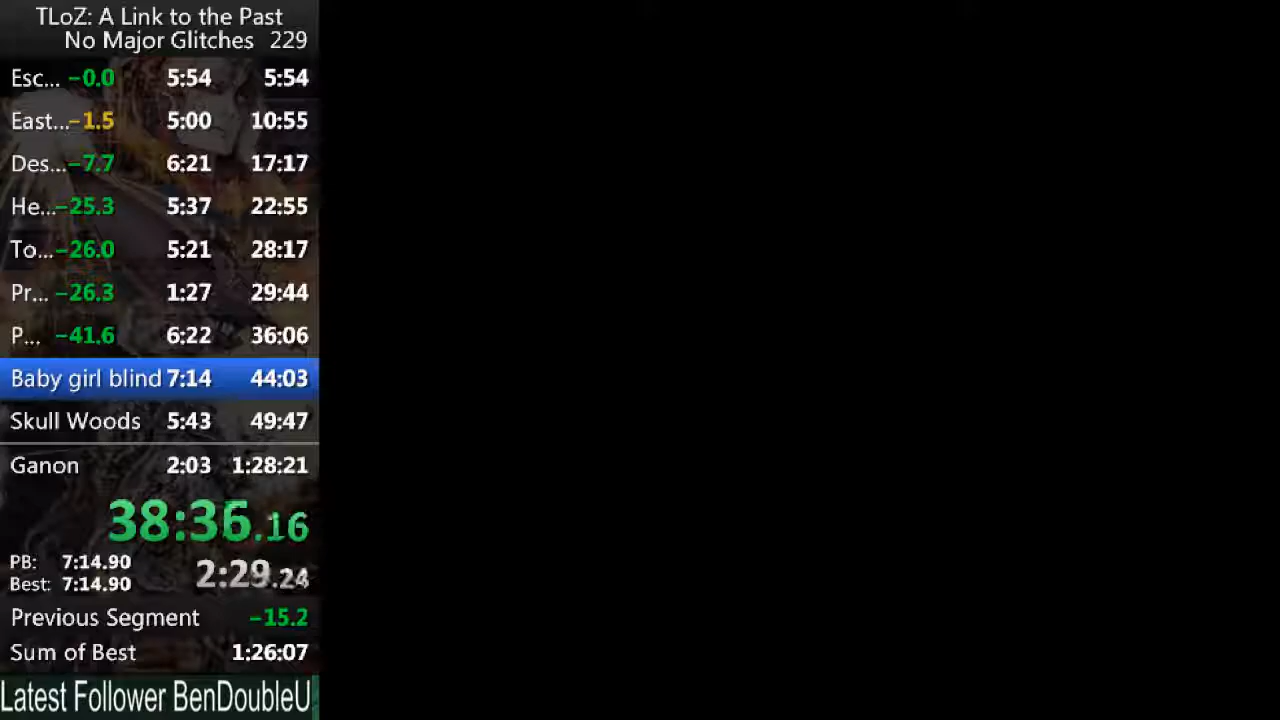 TLoZ: A Link to the Past
No Major Glitches 229
Esc... -0.0 5:54 5:54
East... -1.5 5:00 10:55
Des... -7.7 6:21 17:17
He... -25.3 5:37 22:55
To... -26.0 5:21 28:17
Pr... -26.3 1:27 29:44
P... -41.6 6:22 36:06
Baby girl blind 7:14 44:03
Skull Woods 5:43 49:47
Ganon 2:03 1:28:21
38:36.16
PB: 7:14.90
Best: 7:14.90
2:29.24
Previous Segment -15.2
Sum of Best 1:26:07
Latest Follower BenDoubleU